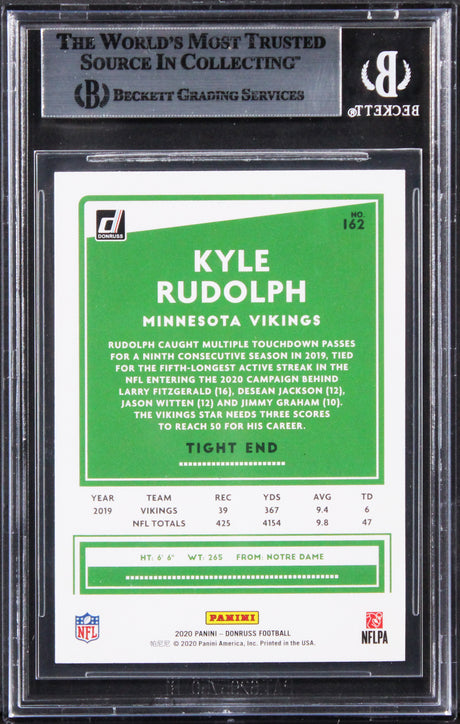 THE WORLD'S MOST TRUSTED
SOURCE IN COLLECTING™
B BECKETT GRADING SERVICES
B
BECKETT®
DONRUSS
NO.
162
KYLE
RUDOLPH
MINNESOTA VIKINGS
RUDOLPH CAUGHT MULTIPLE TOUCHDOWN PASSES
FOR A NINTH CONSECUTIVE SEASON IN 2019, TIED
FOR THE FIFTH-LONGEST ACTIVE STREAK IN THE
NFL ENTERING THE 2020 CAMPAIGN BEHIND
LARRY FITZGERALD (16), DESEAN JACKSON (12),
JASON WITTEN (12) AND JIMMY GRAHAM (10).
THE VIKINGS STAR NEEDS THREE SCORES
TO REACH 50 FOR HIS CAREER.
TIGHT END
YEAR TEAM REC YDS AVG TD
2019 VIKINGS 39 367 9.4 6
NFL TOTALS 425 4154 9.8 47
HT: 6' 6" WT: 265 FROM: NOTRE DAME
NFL
PANINI
NFLPA
2020 PANINI – DONRUSS FOOTBALL
帕尼尼 © 2020 Panini America, Inc. Printed in the USA.